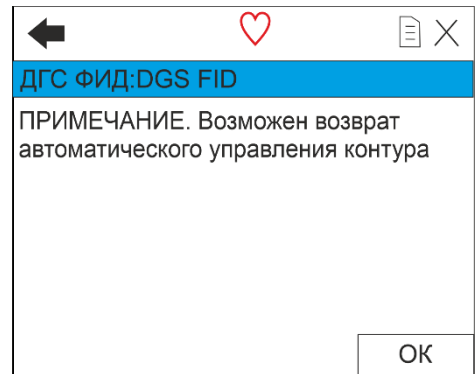 ДГС ФИД:DGS FID
ПРИМЕЧАНИЕ. Возможен возврат
автоматического управления контура
ОК